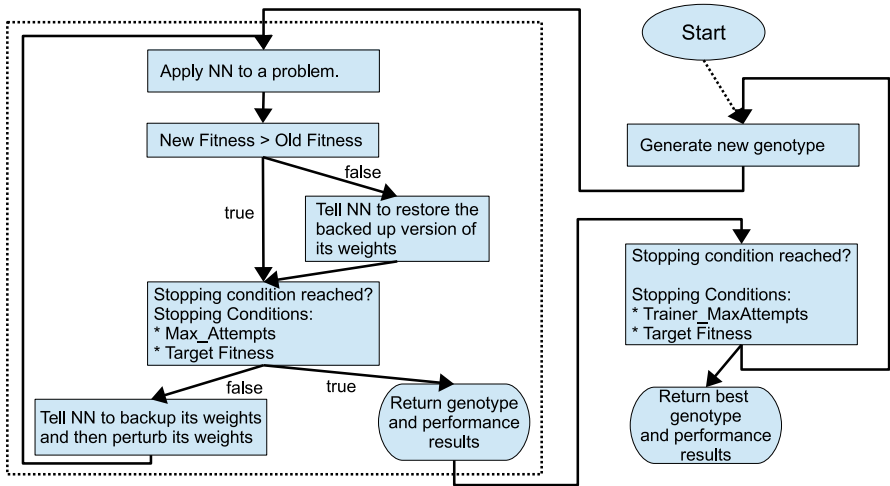 Start
Generate new genotype
Apply NN to a problem.
New Fitness > Old Fitness
false
true
Tell NN to restore the
backed up version of
its weights
Stopping condition reached?
Stopping Conditions:
* Max_Attempts
* Target Fitness
false
true
Tell NN to backup its weights
and then perturb its weights
Return genotype
and performance
results
Stopping condition reached?
Stopping Conditions:
* Trainer_MaxAttempts
* Target Fitness
Return best
genotype
and performance
results